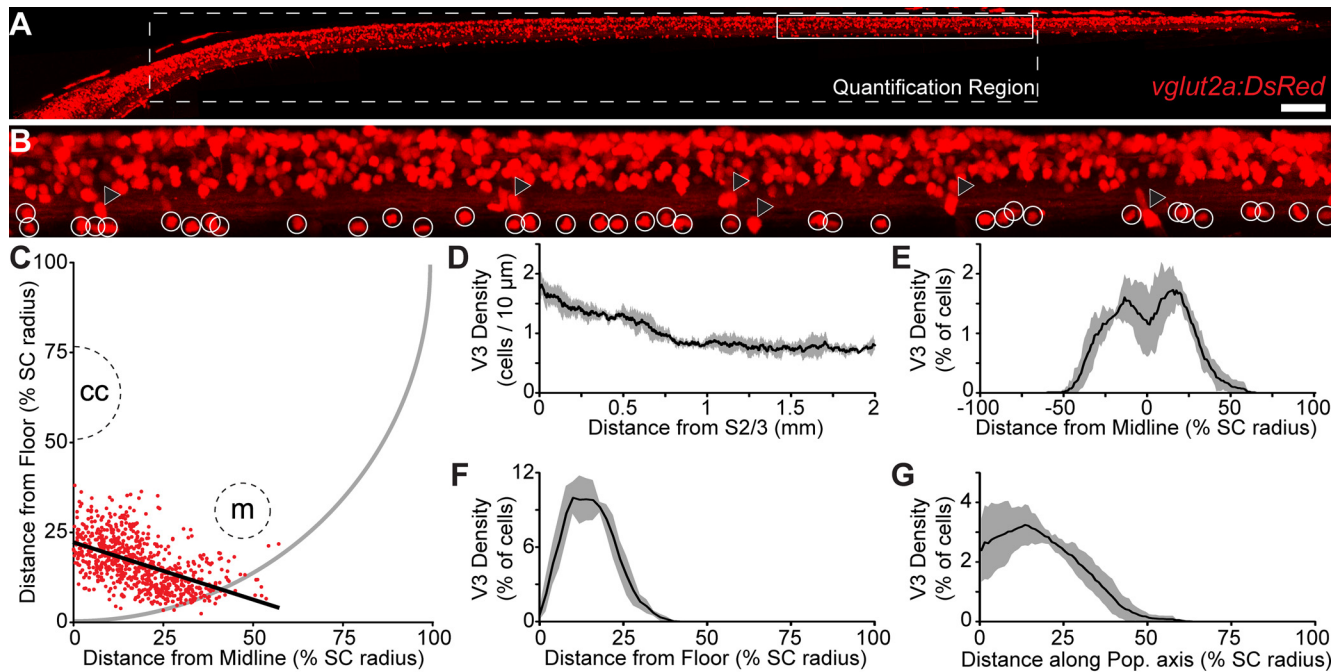 A
Quantification Region
vglut2a:DsRed
B
C
100
75
50
25
0
Distance from Floor (% SC radius)
cc
m
0
25
50
75
100
Distance from Midline (% SC radius)
D
V3 Density
(cells / 10 µm)
2
1
0
0
0.5
1
1.5
2
Distance from S2/3 (mm)
E
V3 Density
(% of cells)
2
1
0
-100
-50
0
50
100
Distance from Midline (% SC radius)
F
V3 Density
(% of cells)
12
9
6
3
0
0
25
50
75
100
Distance from Floor (% SC radius)
G
V3 Density
(% of cells)
6
4
2
0
0
25
50
75
100
Distance along Pop. axis (% SC radius)